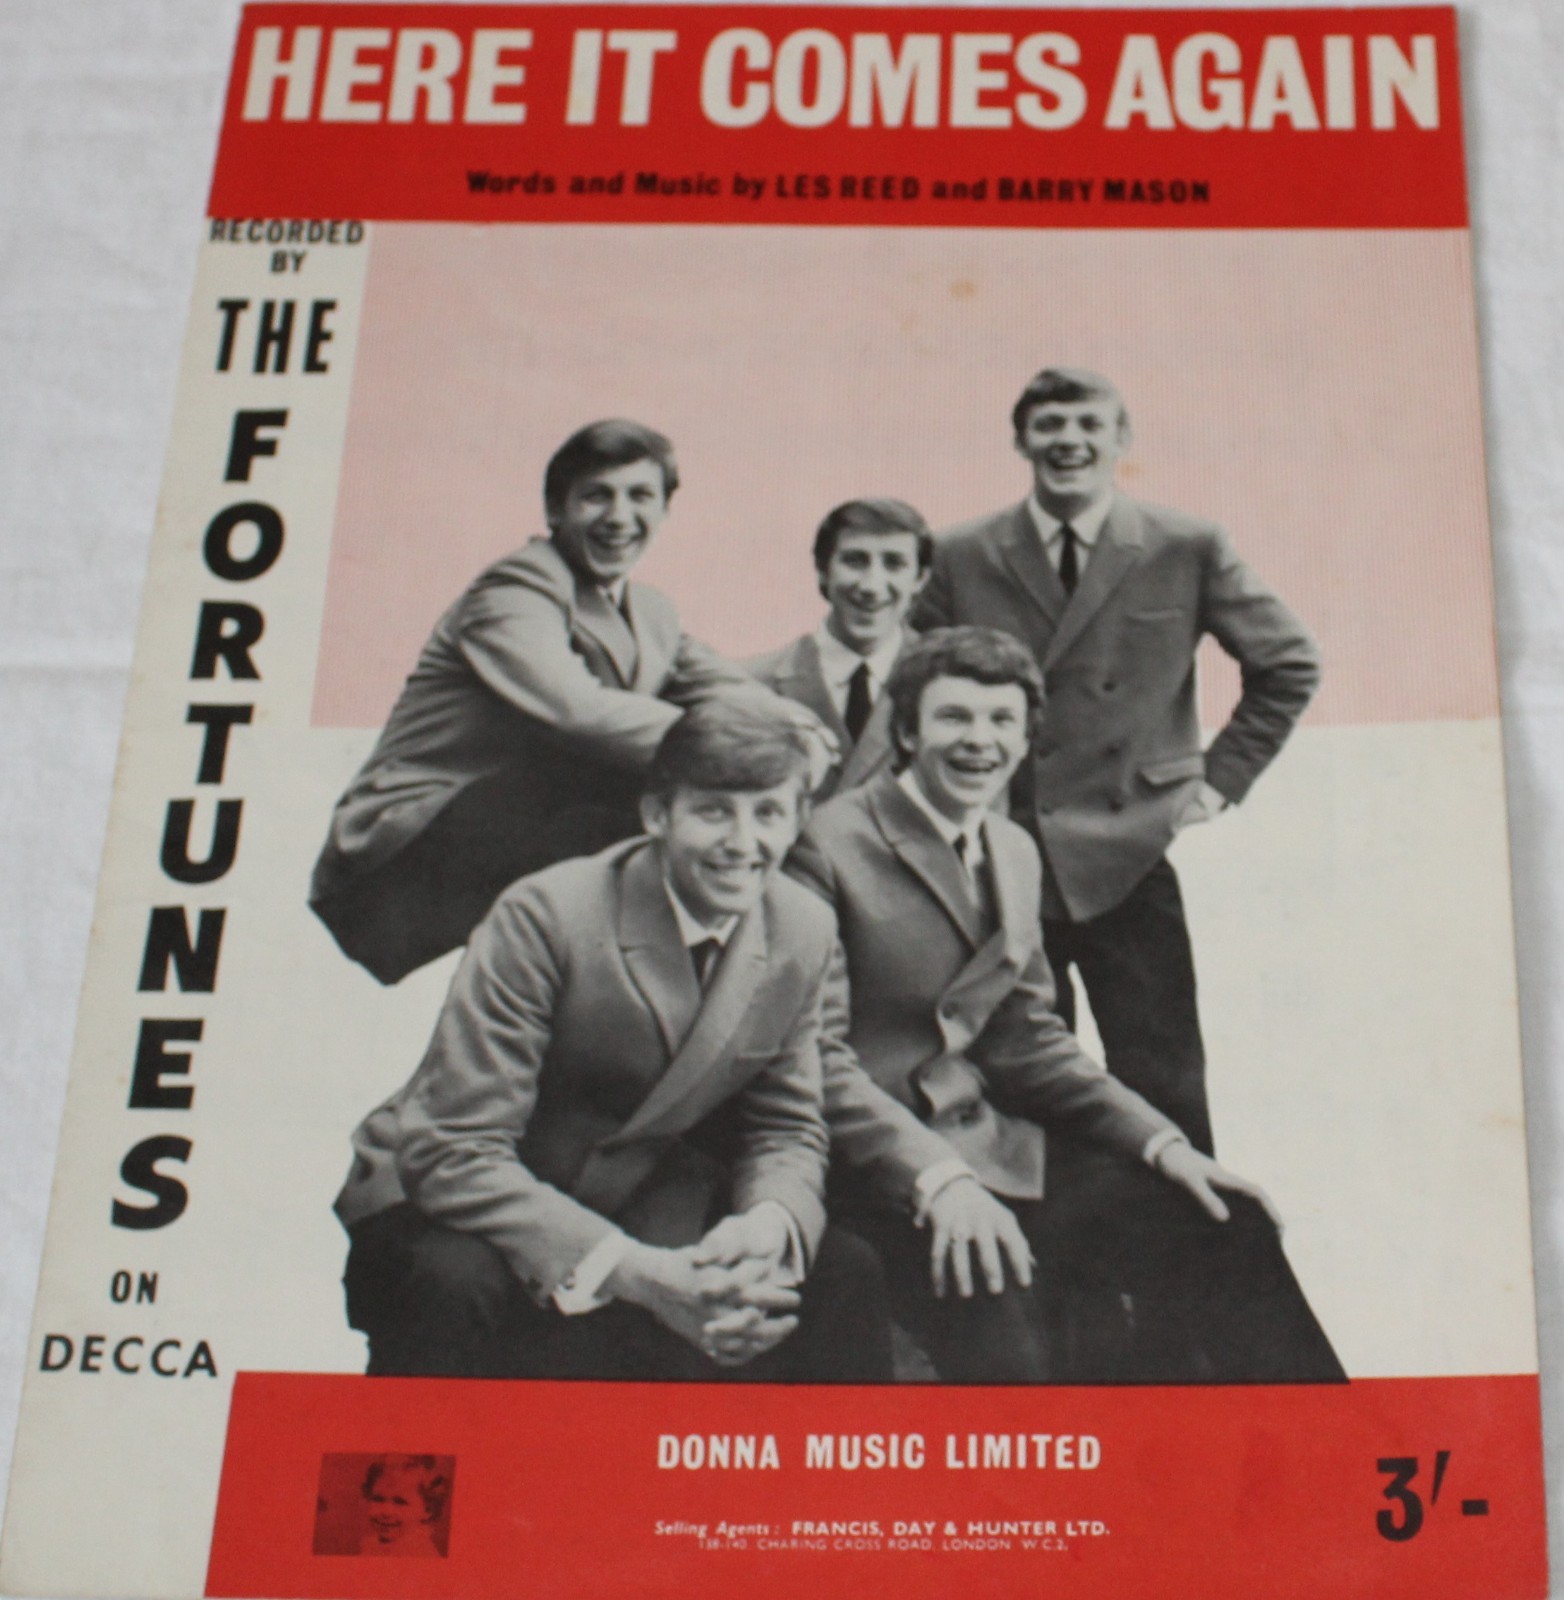 HERE IT COMES AGAIN
Words and Music by LES REED and BARRY MASON
RECORDED
BY
THE
FORTUNES
ON
DECCA
DONNA MUSIC LIMITED
Selling Agents: FRANCIS, DAY & HUNTER LTD.
138-140, CHARING CROSS ROAD, LONDON W.C.2.
3/-